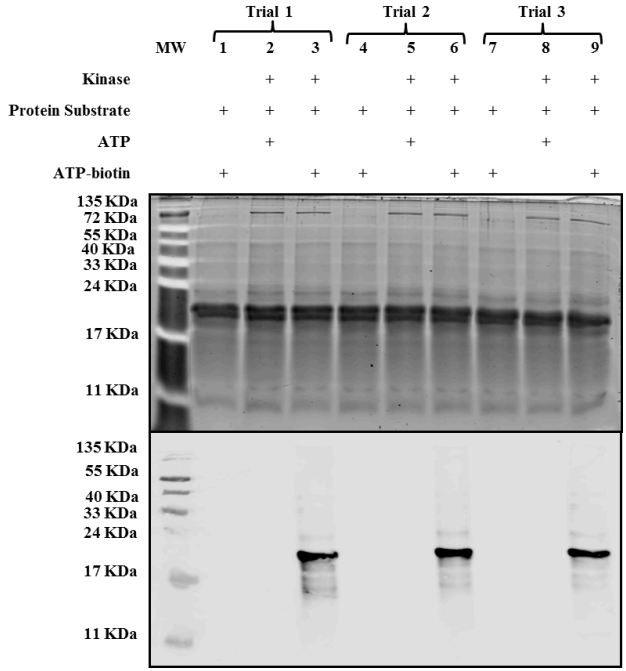 Trial 1 Trial 2 Trial 3
MW 1 2 3 4 5 6 7 8 9
Kinase + + + + + +
Protein Substrate + + + + + + + + +
ATP + + +
ATP-biotin + + + + + +
135 KDa
72 KDa
55 KDa
40 KDa
33 KDa
24 KDa
17 KDa
11 KDa
135 KDa
55 KDa
40 KDa
33 KDa
24 KDa
17 KDa
11 KDa